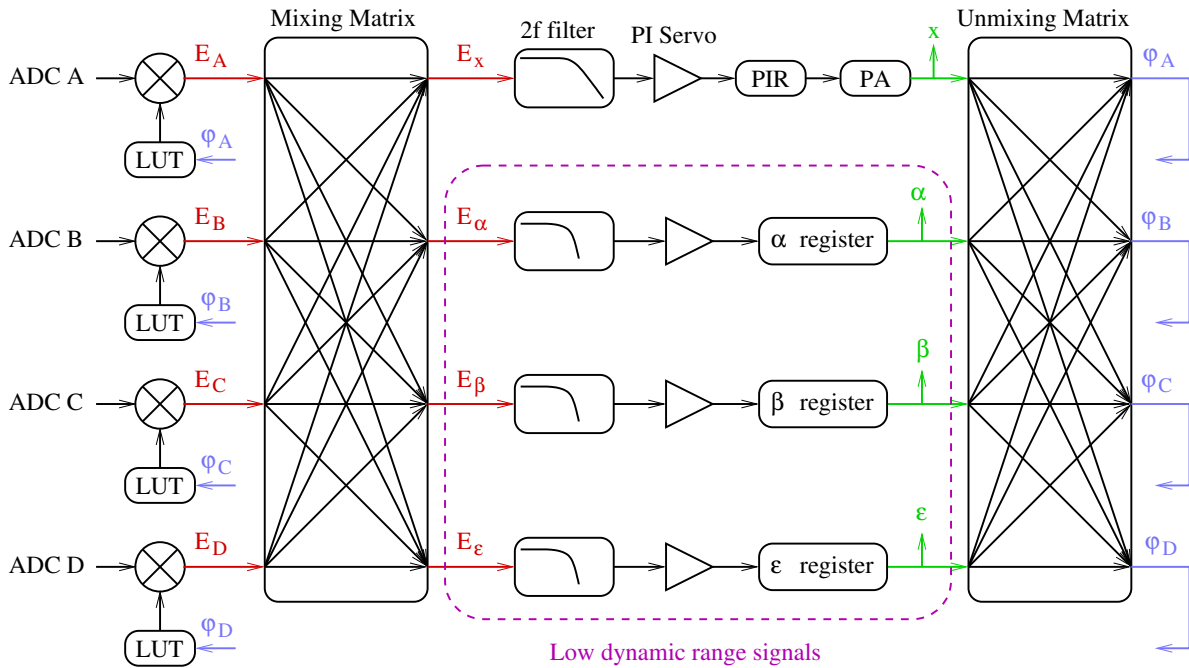 Mixing Matrix
Unmixing Matrix
2f filter
PI Servo
x
ADC A
E_A
E_x
PIR
PA
φ_A
φ_A
LUT
α
ADC B
E_B
E_α
α register
φ_B
φ_B
LUT
β
ADC C
E_C
E_β
β register
φ_C
φ_C
LUT
ε
ADC D
E_D
E_ε
ε register
φ_D
φ_D
LUT
Low dynamic range signals